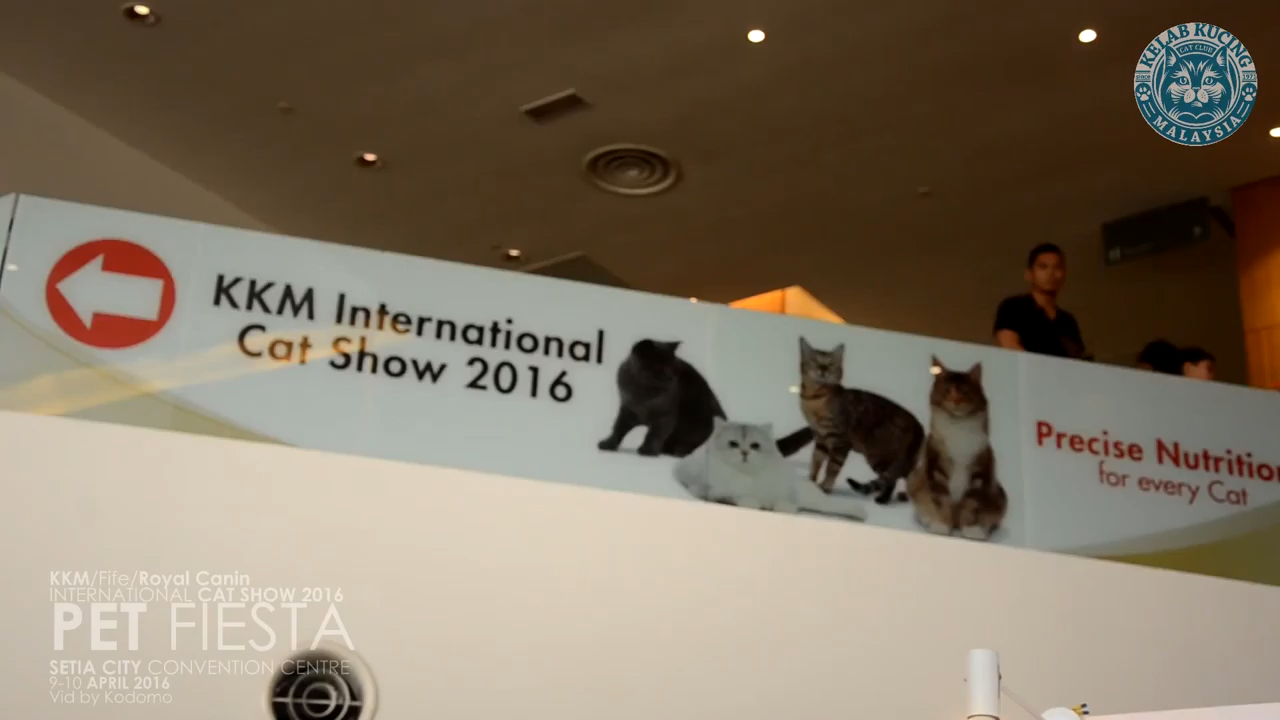 KELAB KUCING
CAT CLUB
MALAYSIA
KKM International
Cat Show 2016
Precise Nutrition
for every Cat
KKM/Fife/Royal Canin
INTERNATIONAL CAT SHOW 2016
PET FIESTA
SETIA CITY CONVENTION CENTRE
9-10 APRIL 2016
Vid by Kodomo